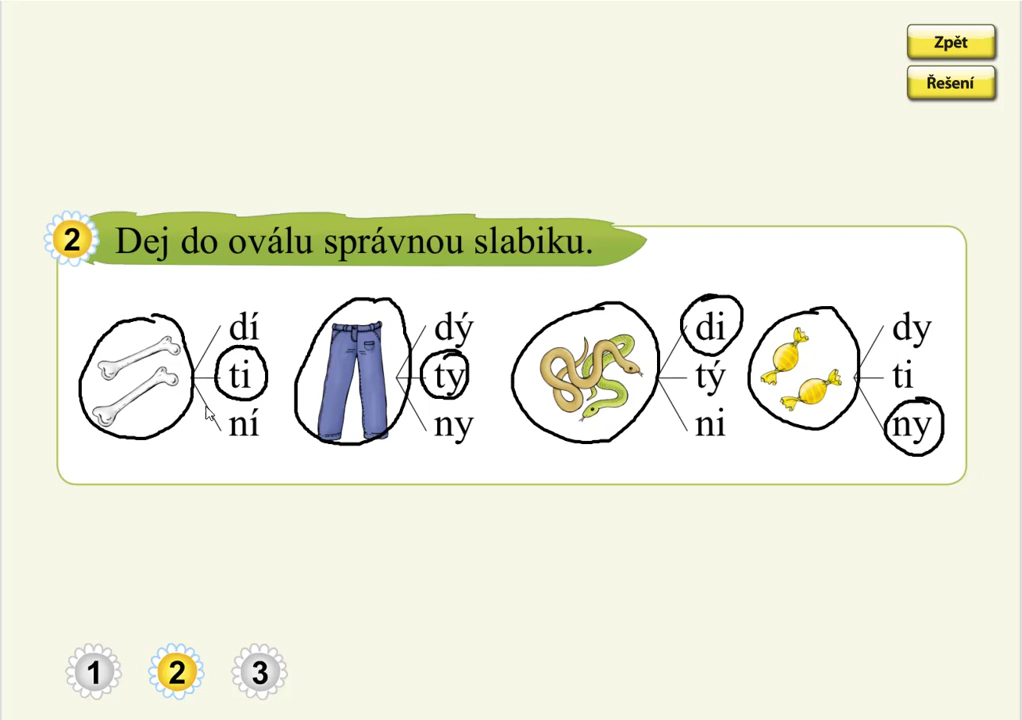 Zpět
Řešení
2 Dej do oválu správnou slabiku.
dí dý di dy
ti ty tý ti
ní ny ni ny
1 2 3